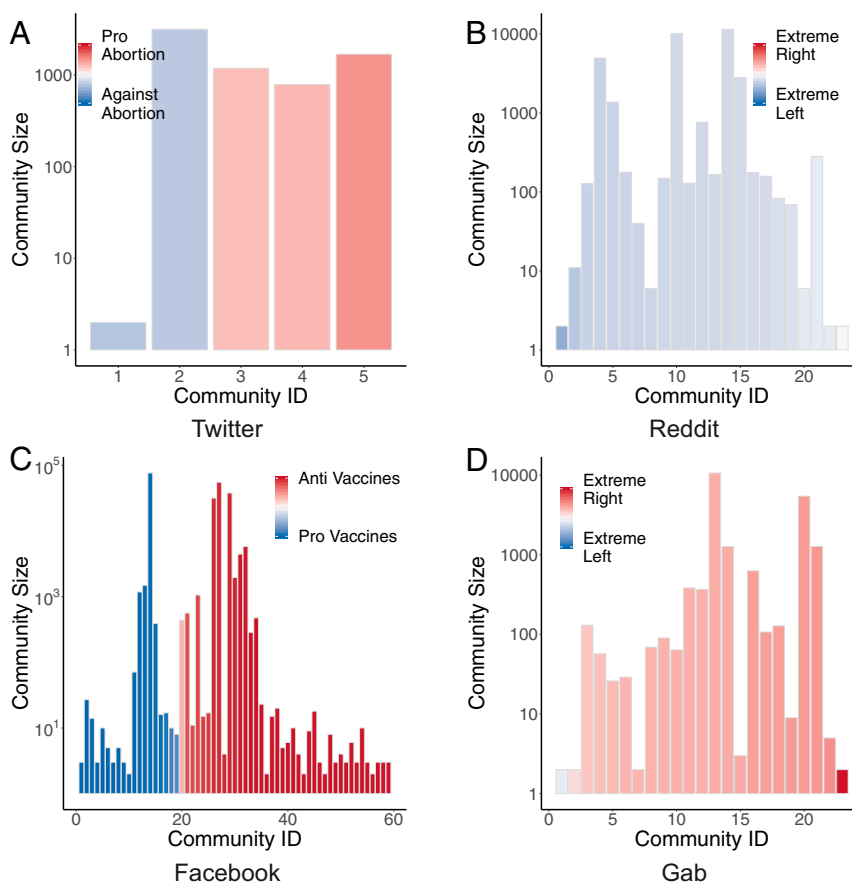 A
Pro
Abortion
Against
Abortion
1000
100
10
1
Community Size
1 2 3 4 5
Community ID
Twitter
B
Extreme
Right
Extreme
Left
10000
1000
100
10
1
Community Size
0 5 10 15 20
Community ID
Reddit
C
Anti Vaccines
Pro Vaccines
10^5
10^3
10^1
Community Size
0 20 40 60
Community ID
Facebook
D
Extreme
Right
Extreme
Left
10000
1000
100
10
1
Community Size
0 5 10 15 20
Community ID
Gab